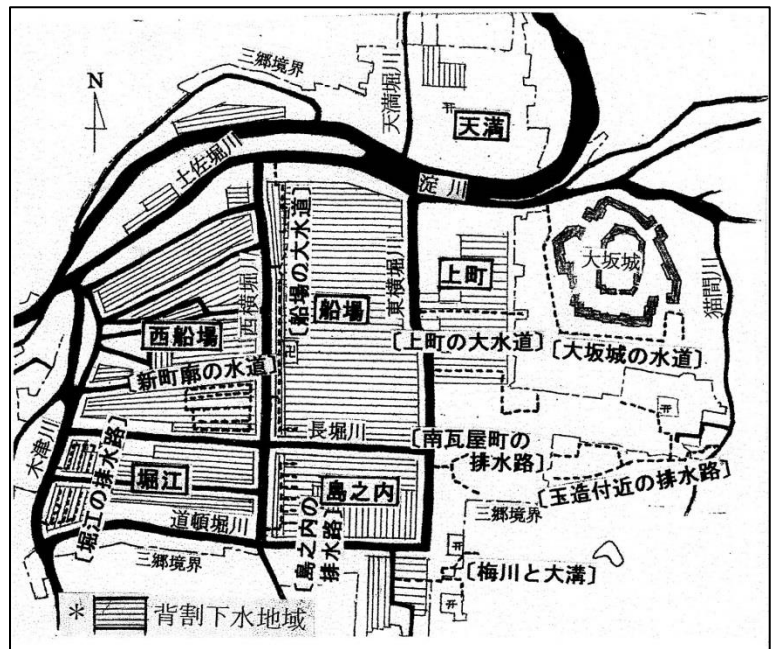 三郷境界
天満堀川
N
天満
土佐堀川
淀川
船場の大水道
西横堀川
東横堀川
大坂城
猫間川
上町
船場
西船場
〔上町の大水道〕
〔大坂城の水道〕
〔新町廓の水道〕
卍
木津川
長堀川
〔南瓦屋町の
排水路〕
〔堀江の排水路〕
堀江
島之内
〔玉造付近の排水路〕
道頓堀川
〔島之内の
排水路〕
三郷境界
三郷境界
〔梅川と大溝〕
* 背割下水地域